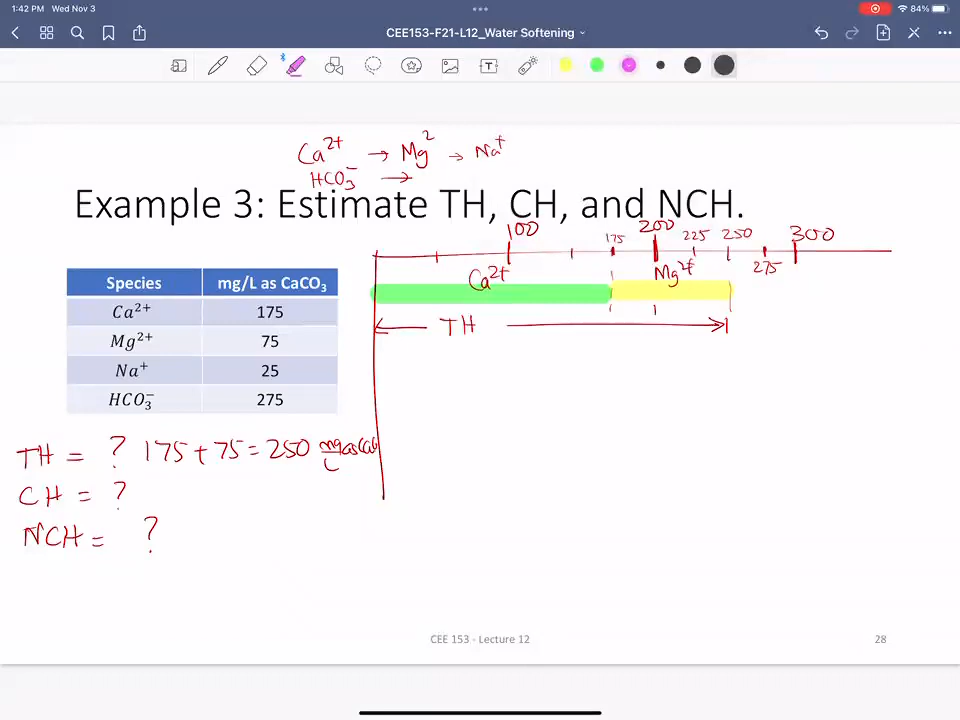 1:42 PM Wed Nov 3
84%
CEE153-F21-L12_Water Softening
Ca²⁺ → Mg² → Na⁺
HCO₃⁻ →
Example 3: Estimate TH, CH, and NCH.
100 175 200 225 250 275 300
Ca²⁺ Mg²⁺
TH
Species mg/L as CaCO₃
Ca²⁺ 175
Mg²⁺ 75
Na⁺ 25
HCO₃⁻ 275
TH = ? 175 + 75 = 250 mg as
L
CH = ?
NCH = ?
CEE 153 - Lecture 12
28